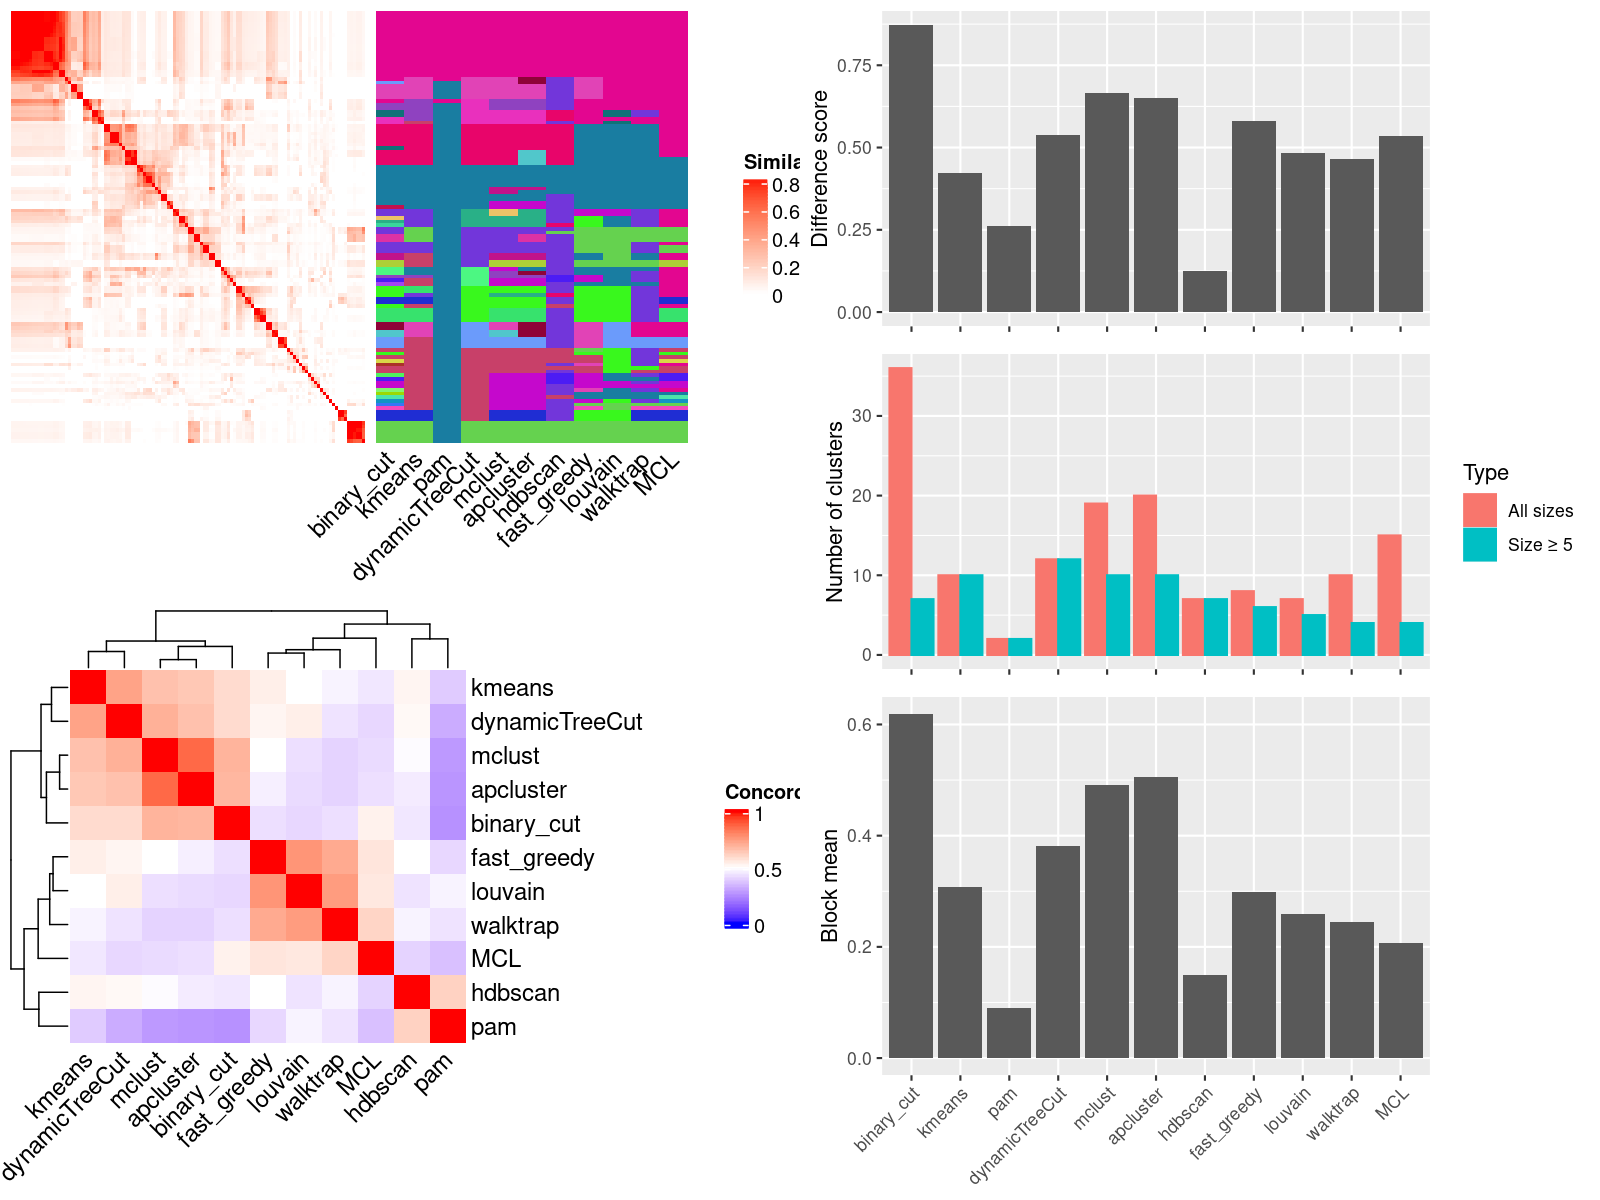 Simila
0.8
0.6
0.4
0.2
0
binary_cut
kmeans
pam
dynamicTreeCut
mclust
apcluster
hdbscan
fast_greedy
louvain
walktrap
MCL
Difference score
0.75
0.50
0.25
0.00
Number of clusters
30
20
10
0
Type
All sizes
Size ≥ 5
kmeans
dynamicTreeCut
mclust
apcluster
binary_cut
fast_greedy
louvain
walktrap
MCL
hdbscan
pam
kmeans
dynamicTreeCut
mclust
apcluster
binary_cut
fast_greedy
louvain
walktrap
MCL
hdbscan
pam
Concord
1
0.5
0
Block mean
0.6
0.4
0.2
0.0
binary_cut
kmeans
pam
dynamicTreeCut
mclust
apcluster
hdbscan
fast_greedy
louvain
walktrap
MCL